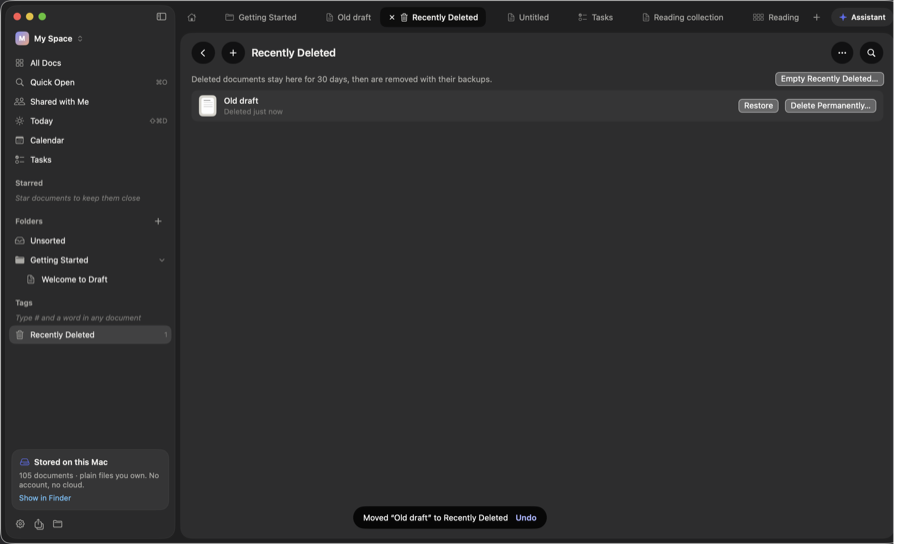 Getting Started
Old draft
Recently Deleted
Untitled
Tasks
Reading collection
Reading
Assistant
M
My Space
All Docs
Quick Open ⌘O
Shared with Me
Today ⇧⌘D
Calendar
Tasks
Starred
Star documents to keep them close
Folders
Unsorted
Getting Started
Welcome to Draft
Tags
Type # and a word in any document
Recently Deleted 1
Stored on this Mac
105 documents · plain files you own. No
account, no cloud.
Show in Finder
Recently Deleted
Deleted documents stay here for 30 days, then are removed with their backups.
Empty Recently Deleted...
Old draft
Deleted just now
Restore
Delete Permanently...
Moved “Old draft” to Recently Deleted Undo